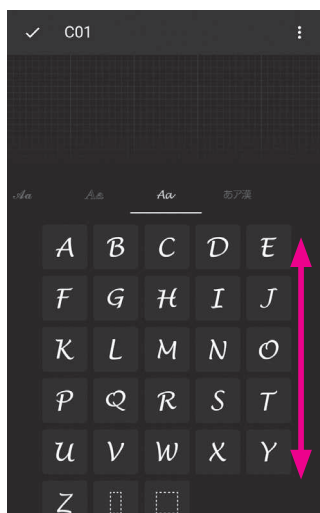 C01
Aa Aa Aa あア漢
A B C D E
F G H I J
K L M N O
P Q R S T
U V W X Y
Z